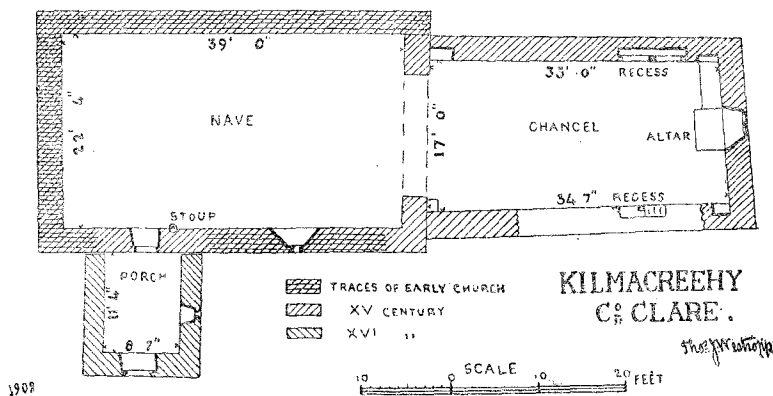 39' 0"
33' 0" RECESS
22' 4"
NAVE
17' 0"
CHANCEL
ALTAR
34 7" RECESS
STOUP
PORCH
11' 4"
8 7"
TRACES OF EARLY CHURCH
XV CENTURY
XVI "
KILMACREEHY
Co CLARE.
Thos J Westropp
SCALE
10 0 10 20 FEET
1908